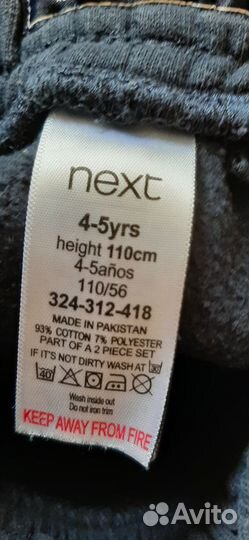 next
4-5yrs
height 110cm
4-5años
110/56
324-312-418
MADE IN PAKISTAN
93% COTTON 7% POLYESTER
PART OF A 2 PIECE SET
IF IT'S NOT DIRTY WASH AT 30
40
Wash inside out
Do not iron trim
KEEP AWAY FROM FIRE
Avito